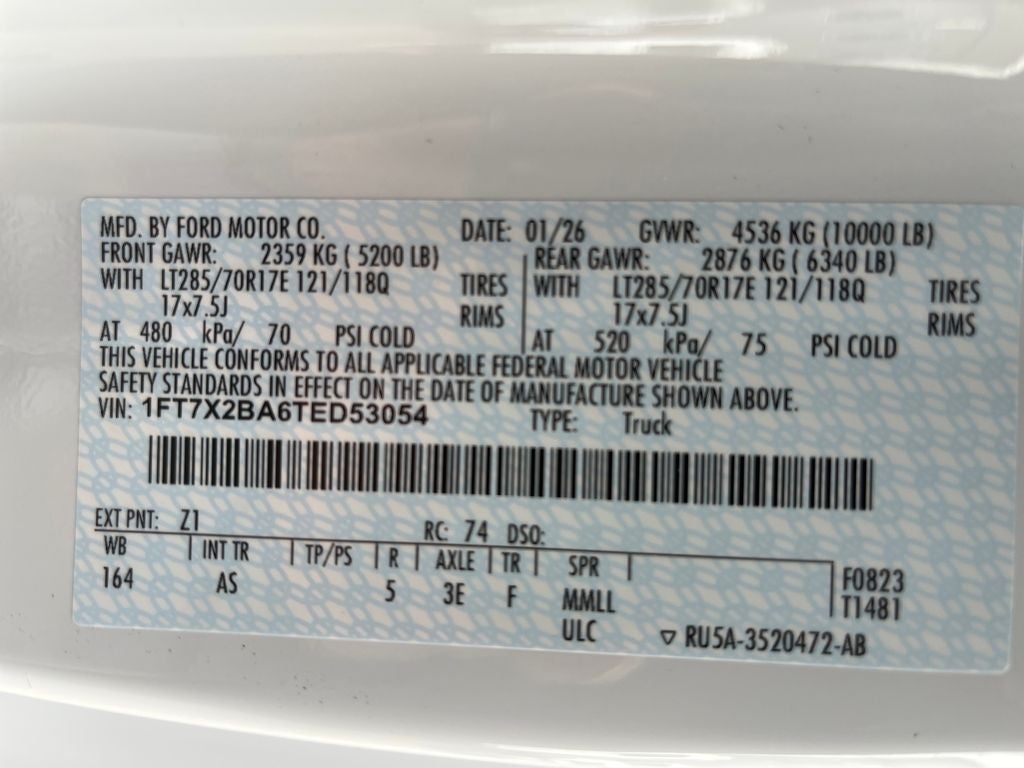 MFD. BY FORD MOTOR CO. DATE: 01/26 GVWR: 4536 KG (10000 LB)
FRONT GAWR: 2359 KG ( 5200 LB) REAR GAWR: 2876 KG ( 6340 LB)
WITH LT285/70R17E 121/118Q TIRES WITH LT285/70R17E 121/118Q TIRES
17x7.5J RIMS 17x7.5J RIMS
AT 480 kPa/ 70 PSI COLD AT 520 kPa/ 75 PSI COLD
THIS VEHICLE CONFORMS TO ALL APPLICABLE FEDERAL MOTOR VEHICLE
SAFETY STANDARDS IN EFFECT ON THE DATE OF MANUFACTURE SHOWN ABOVE.
VIN: 1FT7X2BA6TED53054 TYPE: Truck
EXT PNT: Z1 RC: 74 DSO:
WB INT TR TP/PS R AXLE TR SPR
164 AS 5 3E F MMLL F0823
T1481
ULC ▽ RU5A-3520472-AB